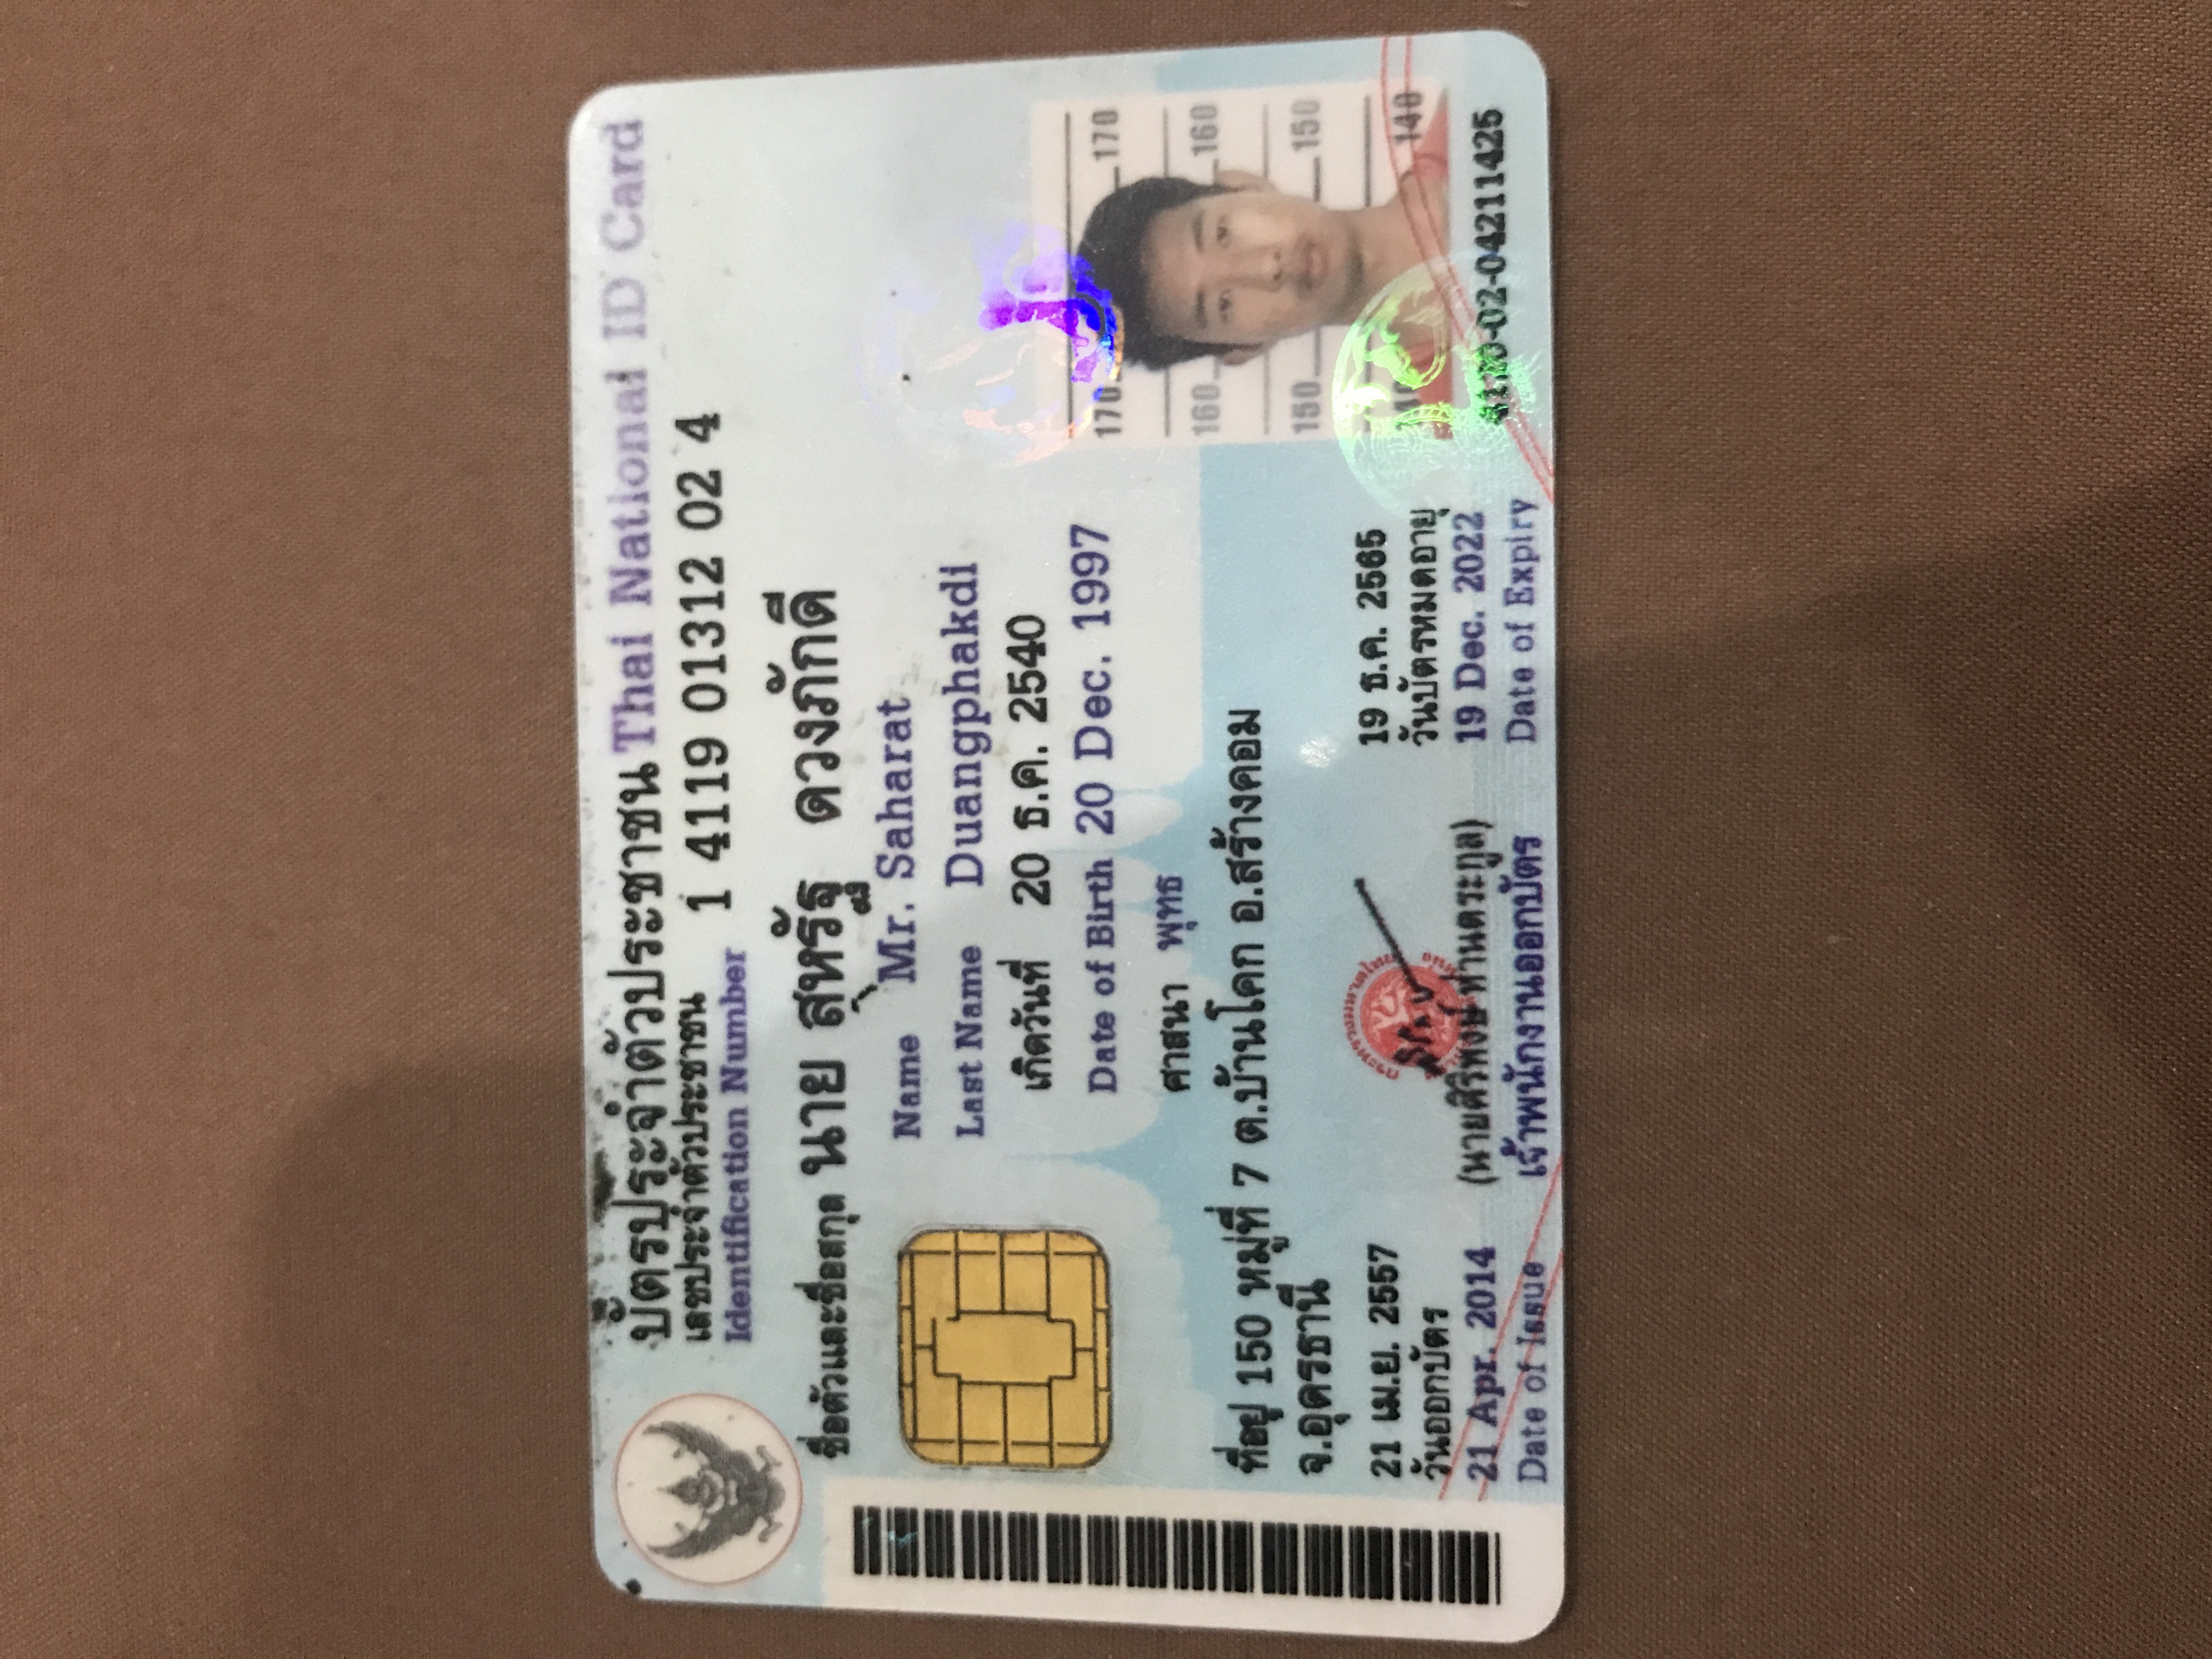 บัตรประจำตัวประชาชน Thai National ID Card
เลขประจำตัวประชาชน
Identification Number 1 4119 01312 02 4
ชื่อตัวและชื่อสกุล นาย สหรัฐ ดวงภักดี
Name Mr. Saharat
Last Name Duangphakdi
เกิดวันที่ 20 ธ.ค. 2540
Date of Birth 20 Dec. 1997
ศาสนา พุทธ
ที่อยู่ 150 หมู่ที่ 7 ต.บ้านโคก อ.สร้างคอม
จ.อุดรธานี
21 เม.ย. 2557
วันออกบัตร
21 Apr. 2014
Date of Issue
(นายศิริพงษ์ ห่านตระกูล)
เจ้าพนักงานออกบัตร
19 ธ.ค. 2565
วันบัตรหมดอายุ
19 Dec. 2022
Date of Expiry
170 170
160 160
150 150
140 140
4120-02-04211425